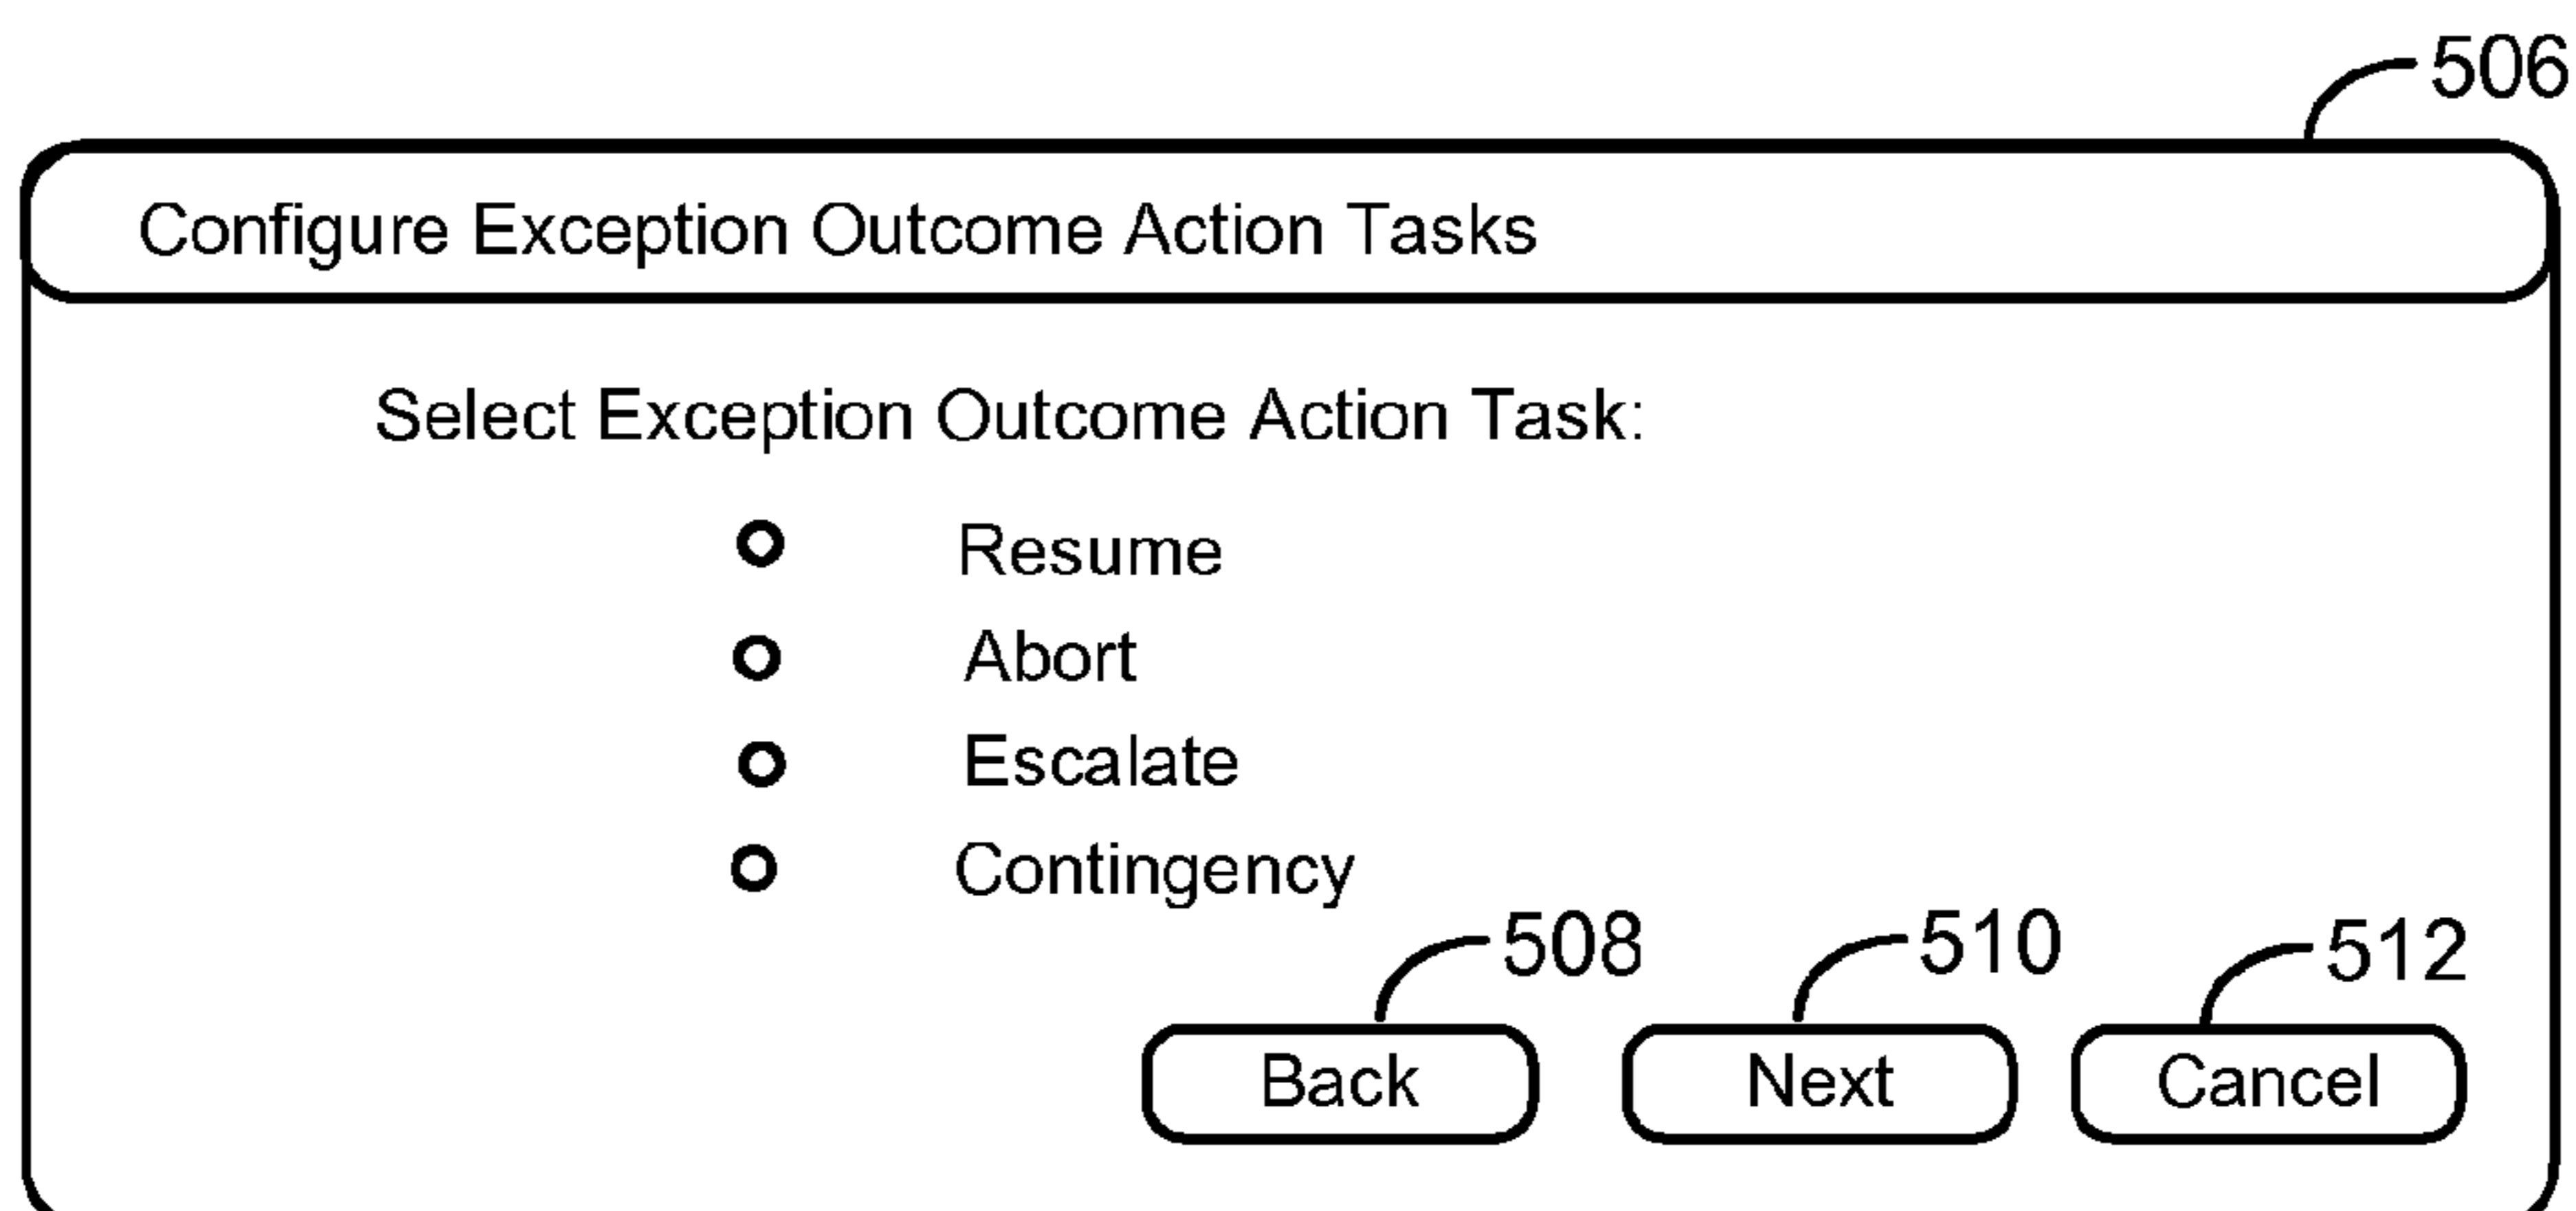 506
Configure Exception Outcome Action Tasks
Select Exception Outcome Action Task:
Resume
Abort
Escalate
Contingency
508 510 512
Back Next Cancel